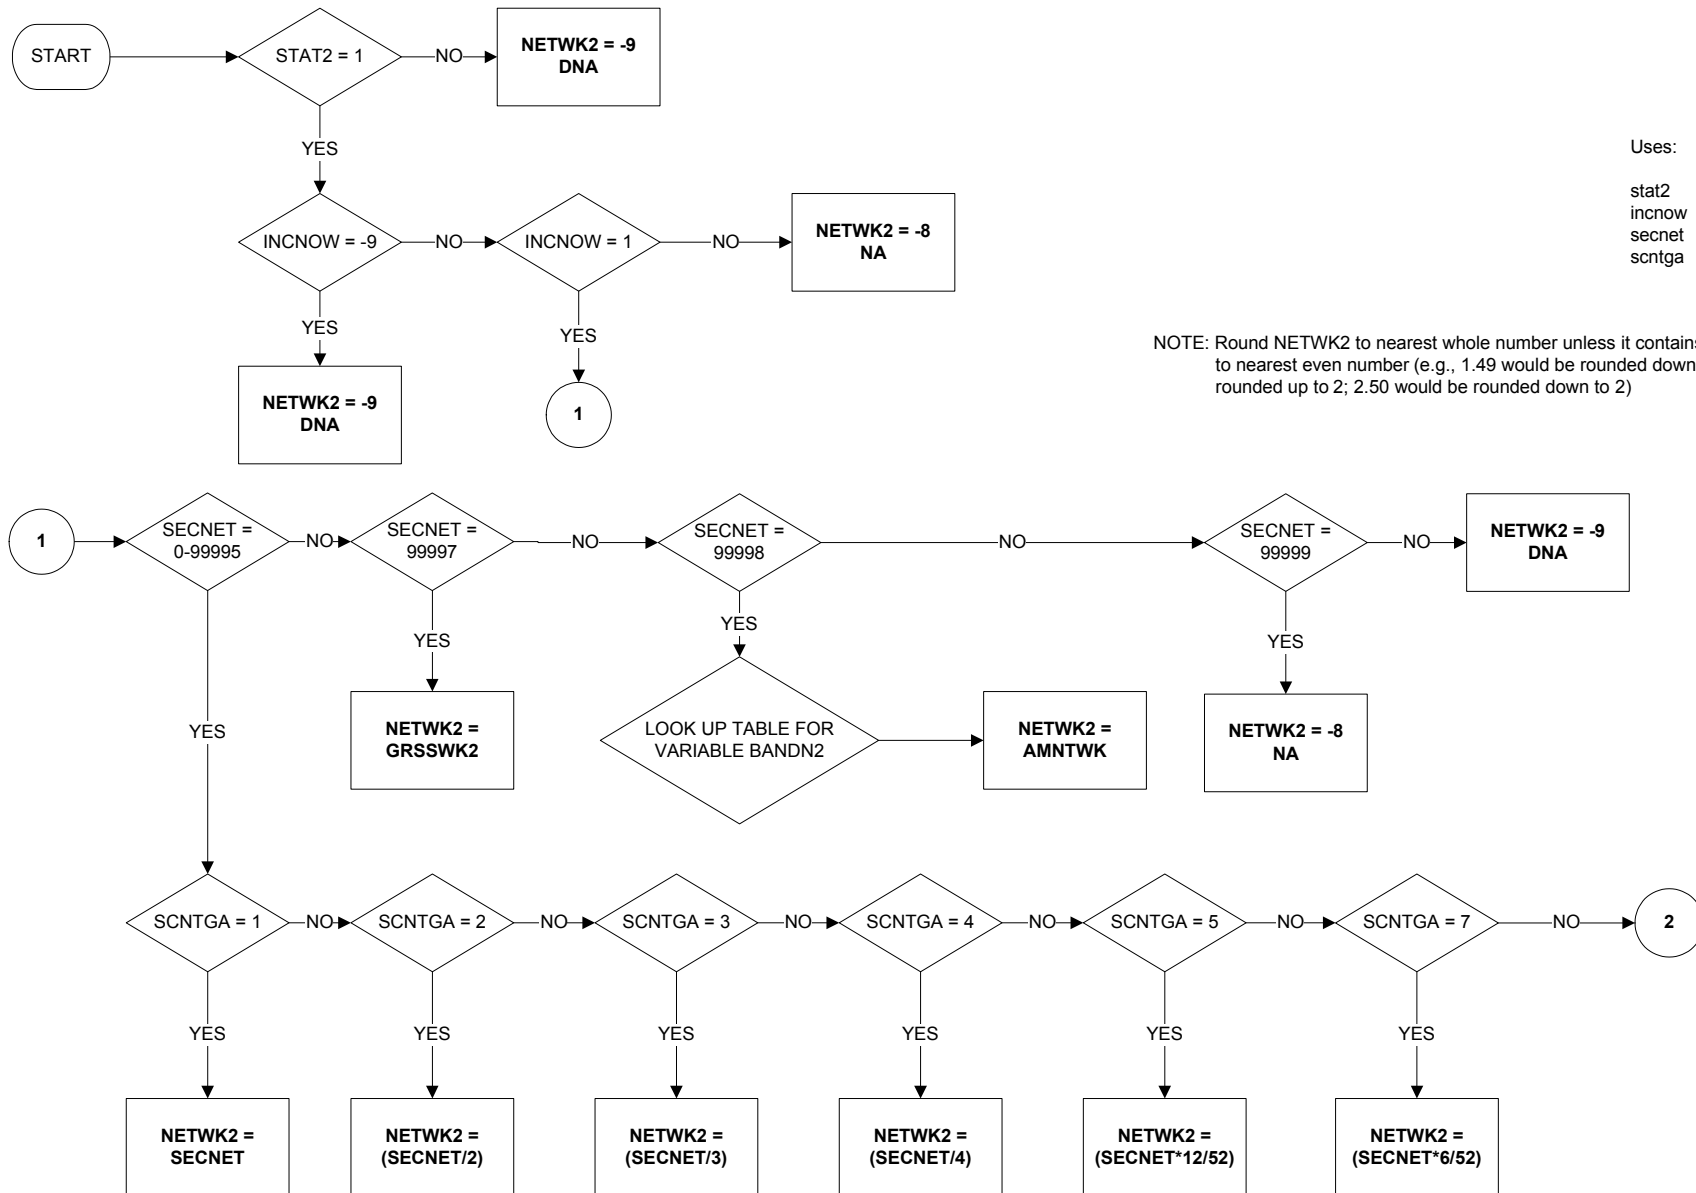 START
STAT2 = 1
NO
NETWK2 = -9
DNA
YES
Uses:
stat2
incnow
secnet
scntga
INCNOW = -9
NO
INCNOW = 1
NO
NETWK2 = -8
NA
YES
YES
NOTE: Round NETWK2 to nearest whole number unless it contains
to nearest even number (e.g., 1.49 would be rounded down
rounded up to 2; 2.50 would be rounded down to 2)
NETWK2 = -9
DNA
1
1
SECNET =
0-99995
NO
SECNET =
99997
NO
SECNET =
99998
NO
SECNET =
99999
NO
NETWK2 = -9
DNA
YES
YES
YES
YES
NETWK2 =
GRSSWK2
LOOK UP TABLE FOR
VARIABLE BANDN2
NETWK2 =
AMNTWK
NETWK2 = -8
NA
SCNTGA = 1
NO
SCNTGA = 2
NO
SCNTGA = 3
NO
SCNTGA = 4
NO
SCNTGA = 5
NO
SCNTGA = 7
NO
2
YES
YES
YES
YES
YES
YES
NETWK2 =
SECNET
NETWK2 =
(SECNET/2)
NETWK2 =
(SECNET/3)
NETWK2 =
(SECNET/4)
NETWK2 =
(SECNET*12/52)
NETWK2 =
(SECNET*6/52)